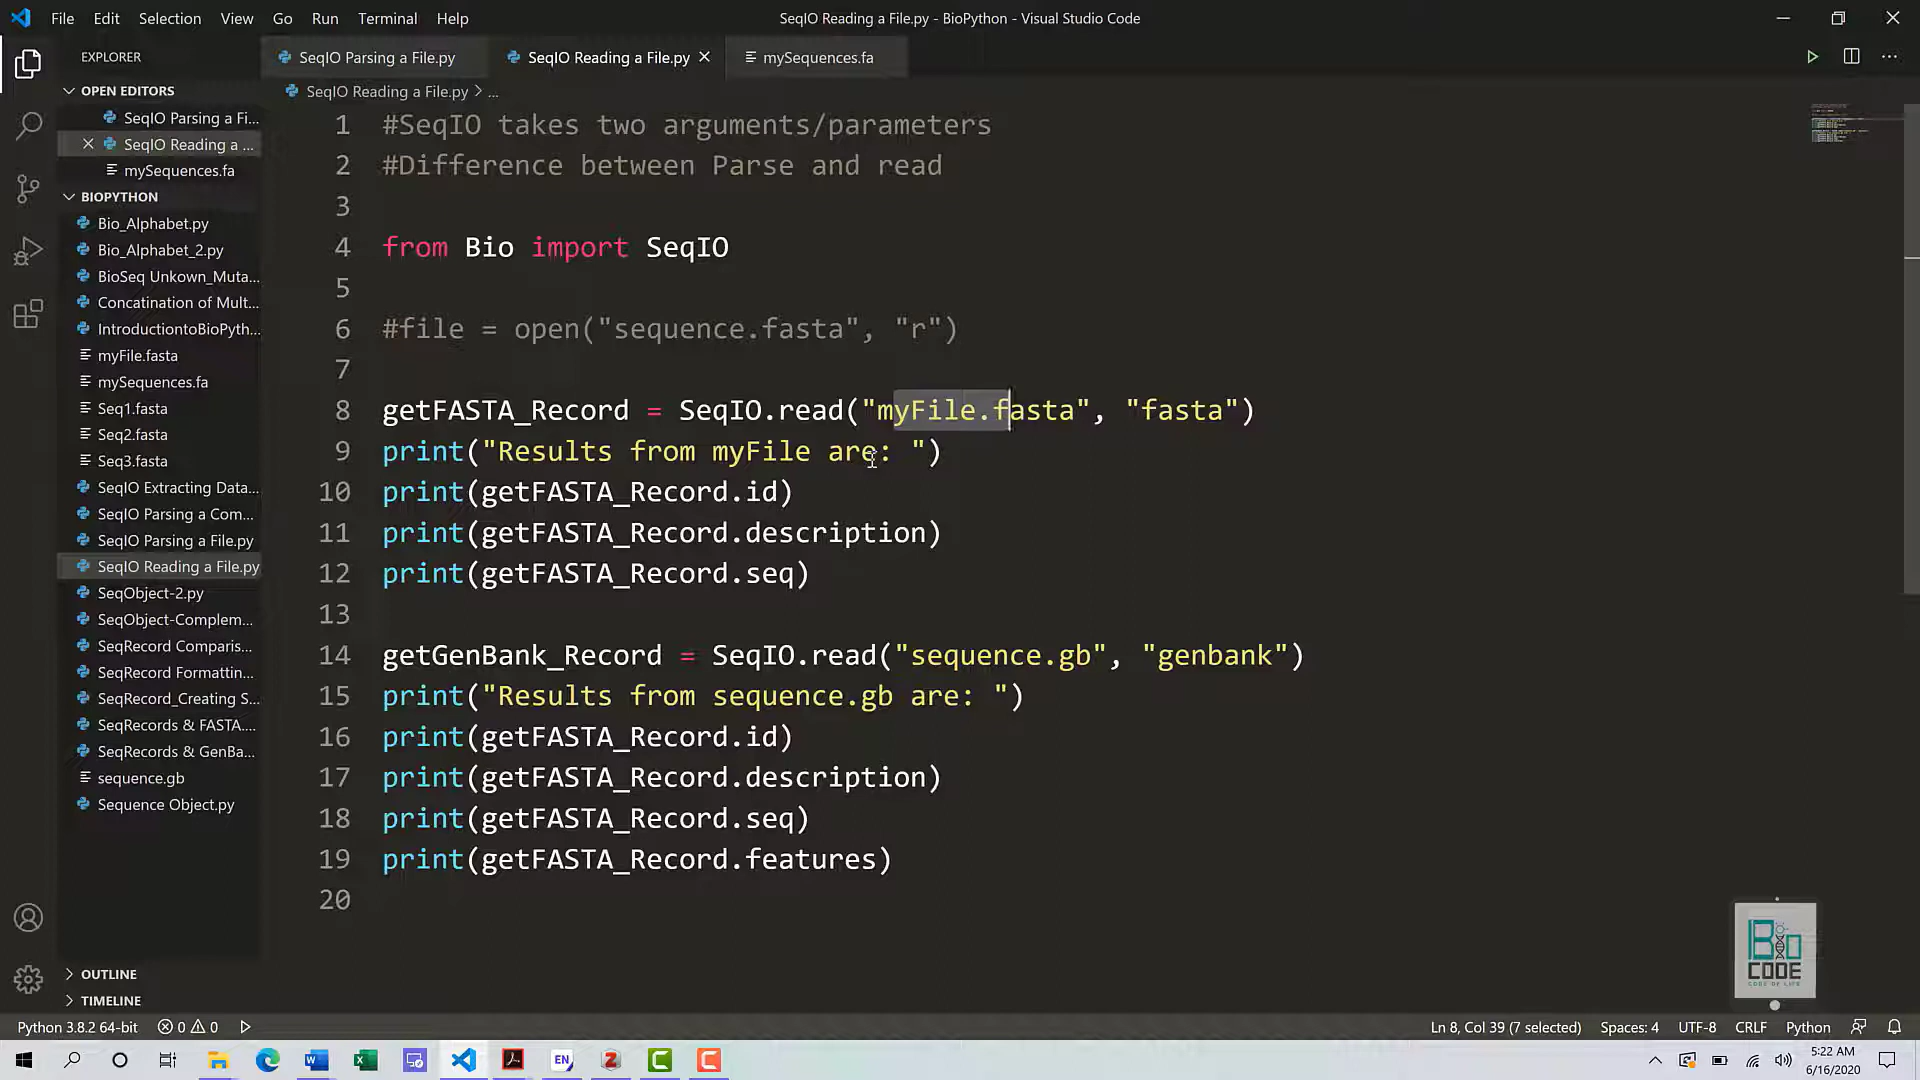 File Edit Selection View Go Run Terminal Help
SeqIO Reading a File.py - BioPython - Visual Studio Code
EXPLORER
SeqIO Parsing a File.py
SeqIO Reading a File.py
mySequences.fa
OPEN EDITORS
SeqIO Parsing a Fi...
SeqIO Reading a ...
mySequences.fa
BIOPYTHON
Bio_Alphabet.py
Bio_Alphabet_2.py
BioSeq Unkown_Muta...
Concatination of Mult...
IntroductiontoBioPyth...
myFile.fasta
mySequences.fa
Seq1.fasta
Seq2.fasta
Seq3.fasta
SeqIO Extracting Data...
SeqIO Parsing a Com...
SeqIO Parsing a File.py
SeqIO Reading a File.py
SeqObject-2.py
SeqObject-Complem...
SeqRecord Comparis...
SeqRecord Formattin...
SeqRecord_Creating S...
SeqRecords & FASTA....
SeqRecords & GenBa...
sequence.gb
Sequence Object.py
OUTLINE
TIMELINE
SeqIO Reading a File.py > ...
1 #SeqIO takes two arguments/parameters
2 #Difference between Parse and read
3
4 from Bio import SeqIO
5
6 #file = open("sequence.fasta", "r")
7
8 getFASTA_Record = SeqIO.read("myFile.fasta", "fasta")
9 print("Results from myFile are: ")
10 print(getFASTA_Record.id)
11 print(getFASTA_Record.description)
12 print(getFASTA_Record.seq)
13
14 getGenBank_Record = SeqIO.read("sequence.gb", "genbank")
15 print("Results from sequence.gb are: ")
16 print(getFASTA_Record.id)
17 print(getFASTA_Record.description)
18 print(getFASTA_Record.seq)
19 print(getFASTA_Record.features)
20
Bio
CODE
CODE OF LIFE
Python 3.8.2 64-bit 0 0
Ln 8, Col 39 (7 selected) Spaces: 4 UTF-8 CRLF Python
EN
5:22 AM
6/16/2020